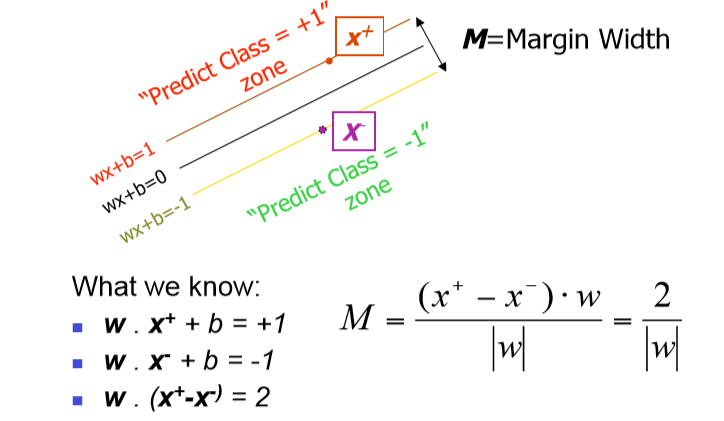 "Predict Class = +1"
zone
x⁺
M=Margin Width
wx+b=1
wx+b=0
wx+b=-1
X⁻
"Predict Class = -1"
zone
What we know:
w . x⁺ + b = +1
w . x⁻ + b = -1
w . (x⁺-x⁻) = 2
M = (x⁺ − x⁻) · w / |w| = 2 / |w|